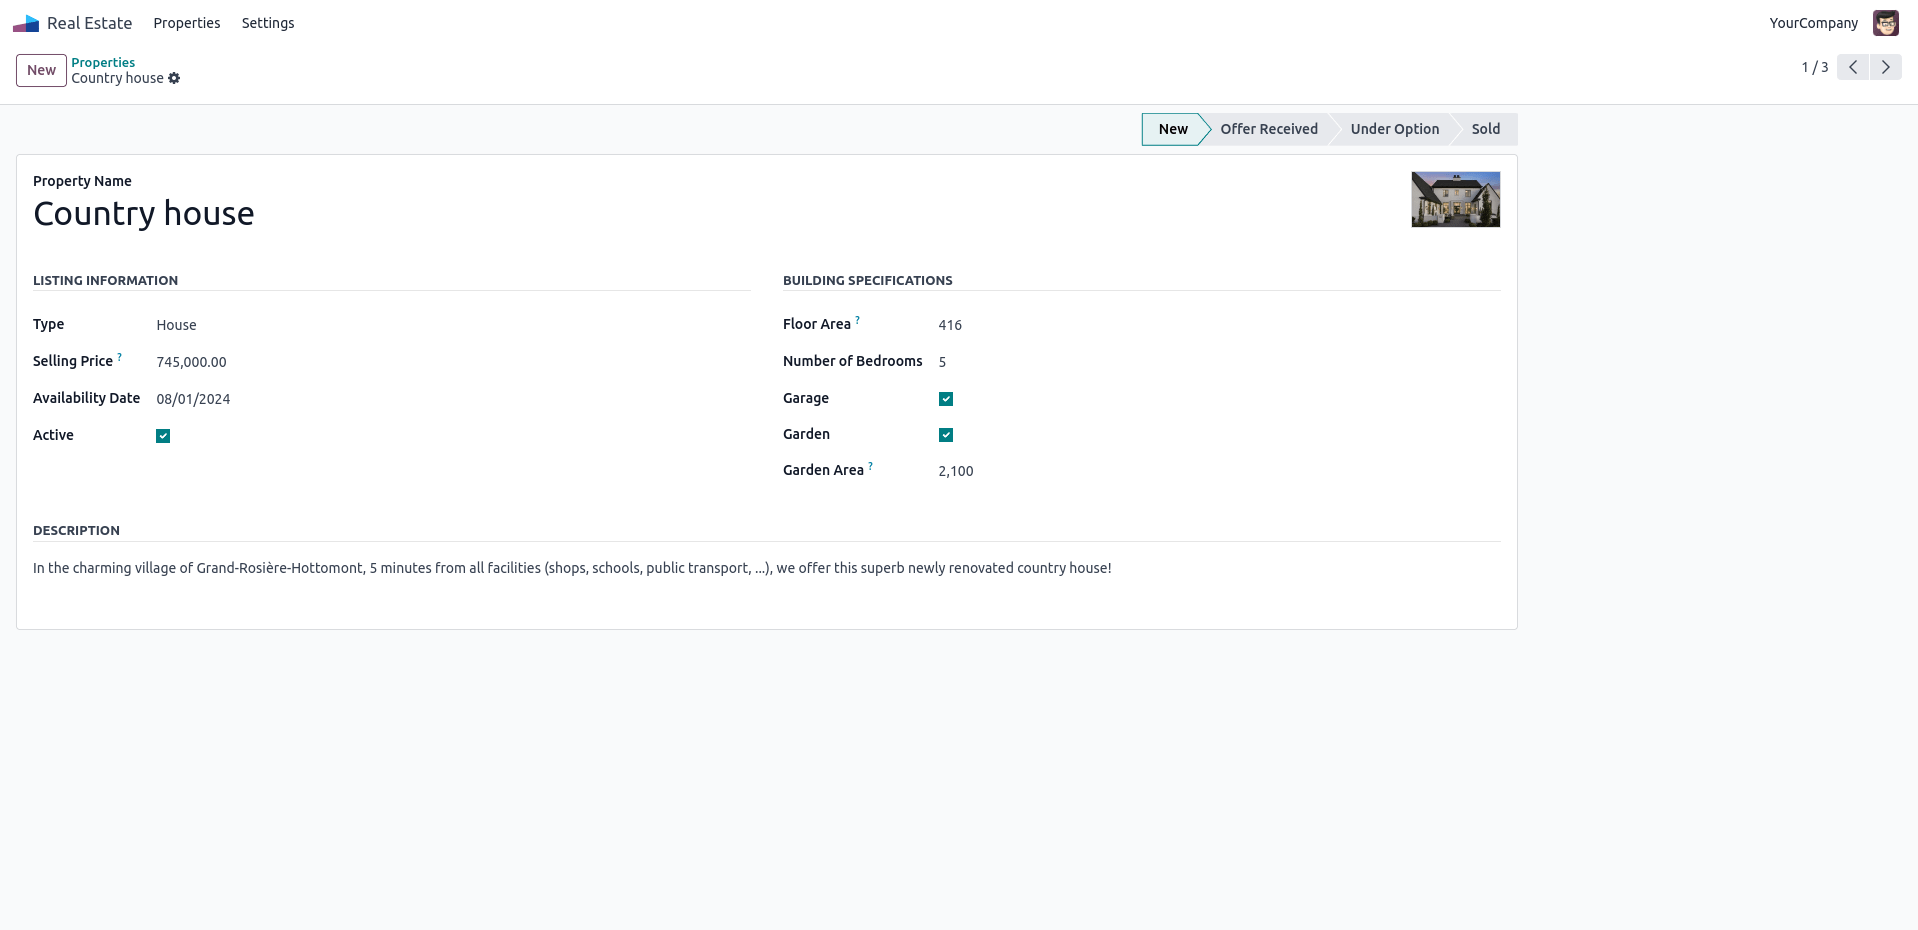 Real Estate Properties Settings YourCompany
New Properties 1 / 3
Country house
New Offer Received Under Option Sold
Property Name
Country house
LISTING INFORMATION
Type House
Selling Price ? 745,000.00
Availability Date 08/01/2024
Active
BUILDING SPECIFICATIONS
Floor Area ? 416
Number of Bedrooms 5
Garage
Garden
Garden Area ? 2,100
DESCRIPTION
In the charming village of Grand-Rosière-Hottomont, 5 minutes from all facilities (shops, schools, public transport, ...), we offer this superb newly renovated country house!